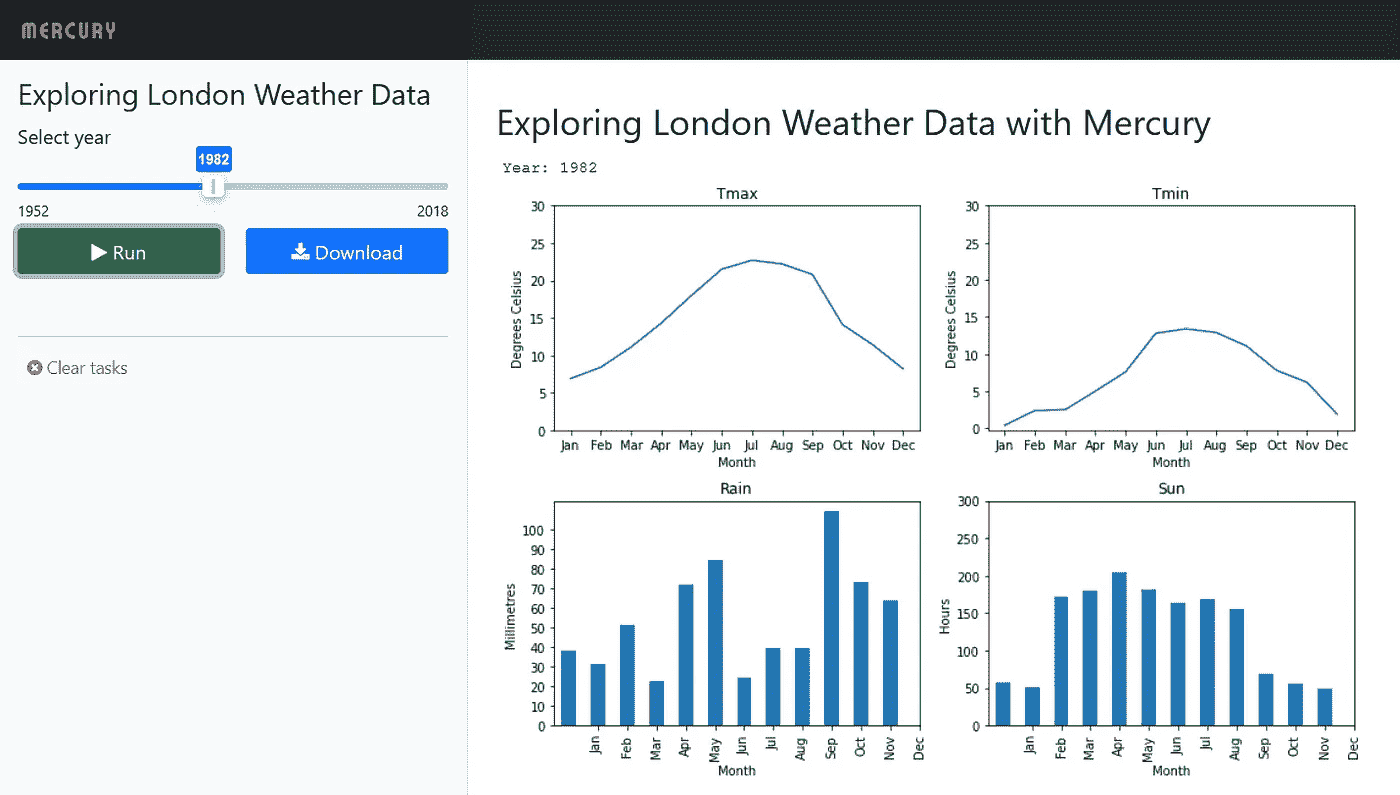 MERCURY
Exploring London Weather Data
Select year
1982
1952 2018
Run Download
Clear tasks
Exploring London Weather Data with Mercury
Year: 1982
Tmax
30
25
20
15
10
5
0
Degrees Celsius
Jan Feb Mar Apr May Jun Jul Aug Sep Oct Nov Dec
Month
Tmin
30
25
20
15
10
5
0
Degrees Celsius
Jan Feb Mar Apr May Jun Jul Aug Sep Oct Nov Dec
Month
Rain
100
90
80
70
60
50
40
30
20
10
0
Millimetres
Jan Feb Mar Apr May Jun Jul Aug Sep Oct Nov Dec
Month
Sun
300
250
200
150
100
50
0
Hours
Jan Feb Mar Apr May Jun Jul Aug Sep Oct Nov Dec
Month